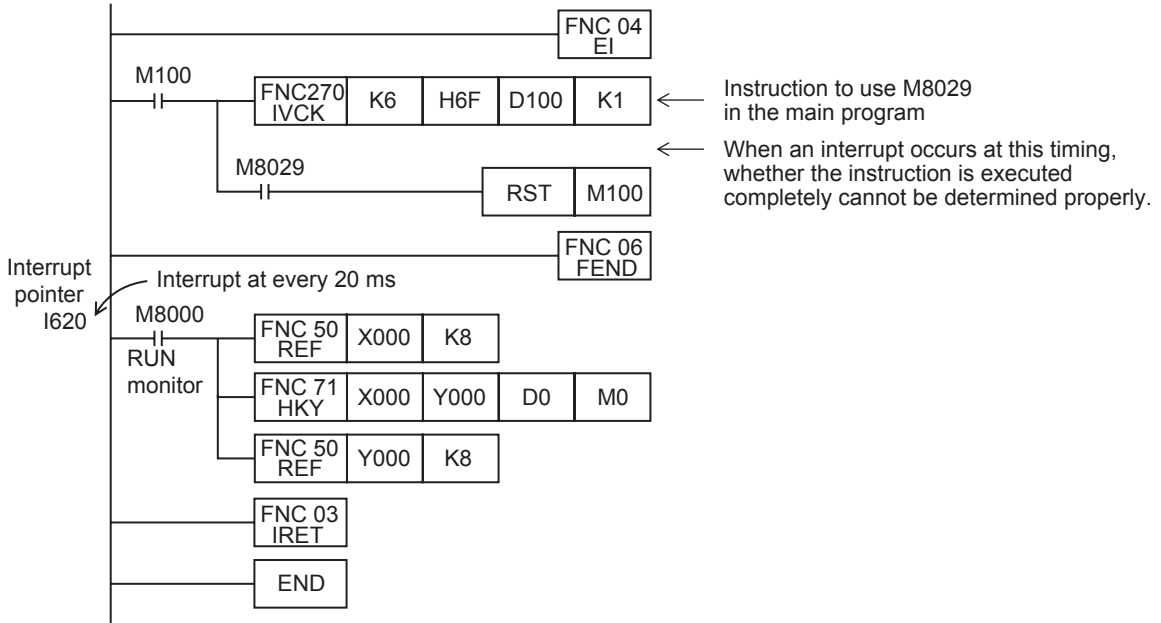 FNC 04
EI
M100
FNC270
IVCK
K6
H6F
D100
K1
Instruction to use M8029
in the main program
When an interrupt occurs at this timing,
whether the instruction is executed
completely cannot be determined properly.
M8029
RST
M100
FNC 06
FEND
Interrupt
pointer
I620
Interrupt at every 20 ms
M8000
RUN
monitor
FNC 50
REF
X000
K8
FNC 71
HKY
X000
Y000
D0
M0
FNC 50
REF
Y000
K8
FNC 03
IRET
END